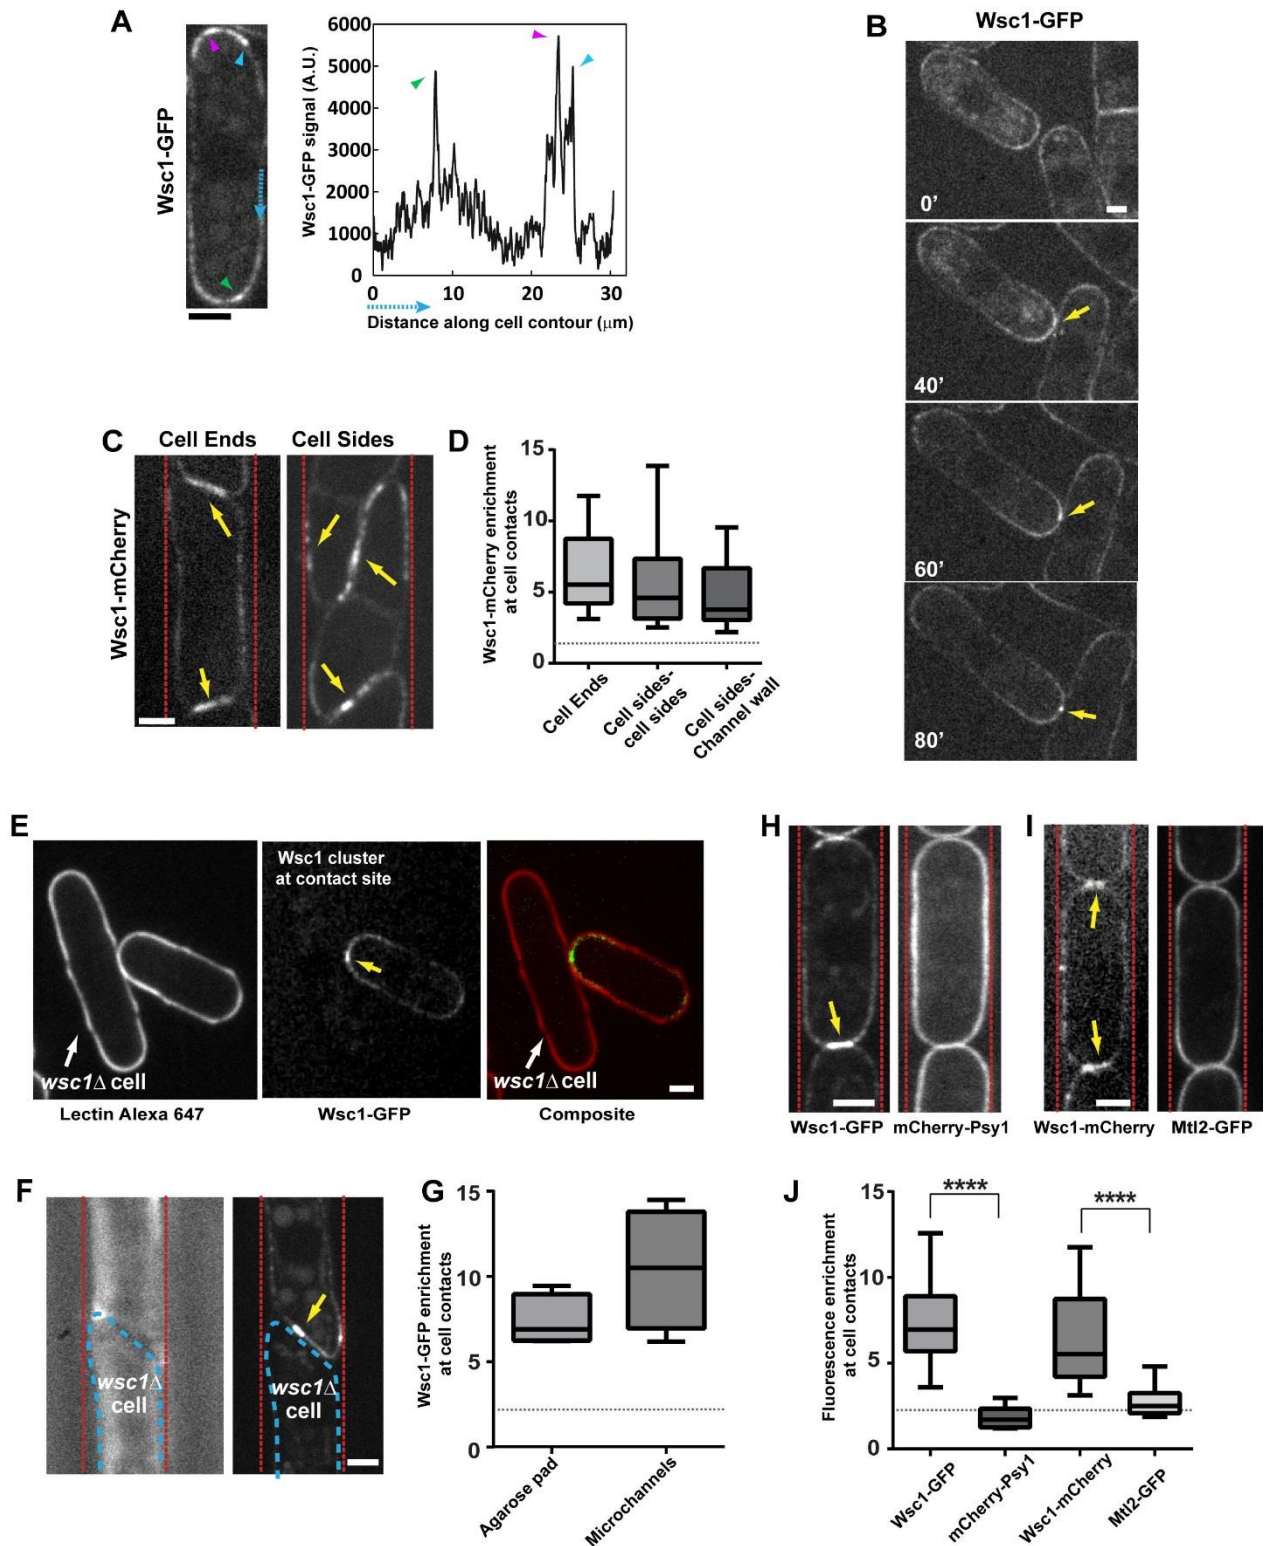 A
Wsc1-GFP
Wsc1-GFP signal (A.U.)
6000
5000
4000
3000
2000
1000
0
0
10
20
30
Distance along cell contour (μm)
B
Wsc1-GFP
0'
40'
60'
80'
C
Cell Ends
Cell Sides
Wsc1-mCherry
D
Wsc1-mCherry enrichment
at cell contacts
15
10
5
0
Cell Ends
Cell sides-
cell sides
Cell sides-
Channel wall
E
wsc1Δ cell
Lectin Alexa 647
Wsc1 cluster
at contact site
Wsc1-GFP
wsc1Δ cell
Composite
H
Wsc1-GFP
mCherry-Psy1
I
Wsc1-mCherry
Mtl2-GFP
F
wsc1Δ
cell
wsc1Δ
cell
G
Wsc1-GFP enrichment
at cell contacts
15
10
5
0
Agarose pad
Microchannels
J
Fluorescence enrichment
at cell contacts
15
10
5
0
****
****
Wsc1-GFP
mCherry-Psy1
Wsc1-mCherry
Mtl2-GFP